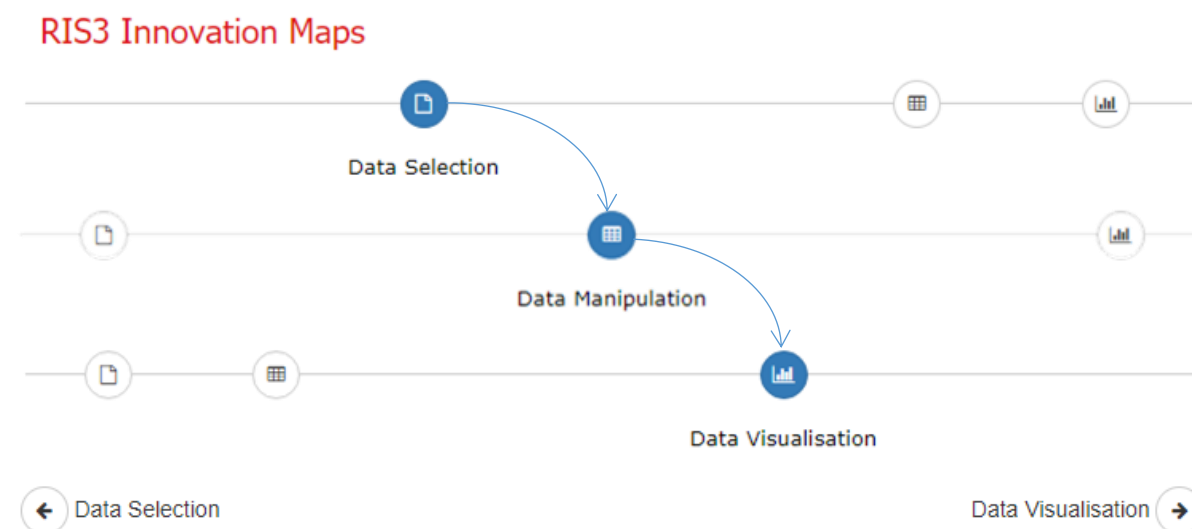 RIS3 Innovation Maps
Data Selection
Data Manipulation
Data Visualisation
Data Selection
Data Visualisation